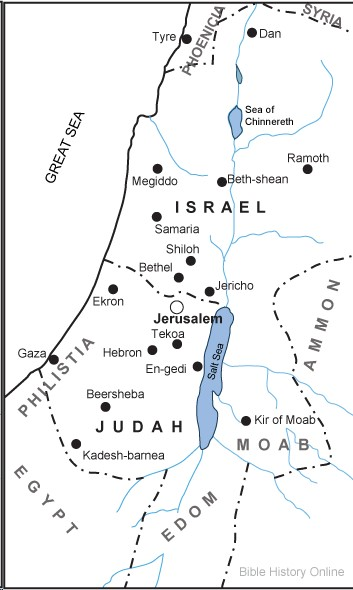 SYRIA
PHOENICIA
Tyre
Dan
GREAT SEA
Sea of
Chinnereth
Ramoth
Megiddo
Beth-shean
ISRAEL
Samaria
Shiloh
Bethel
Jericho
Ekron
Jerusalem
AMMON
Tekoa
Hebron
Gaza
Salt Sea
En-gedi
PHILISTIA
Beersheba
JUDAH
Kir of Moab
MOAB
Kadesh-barnea
EGYPT
EDOM
Bible History Online